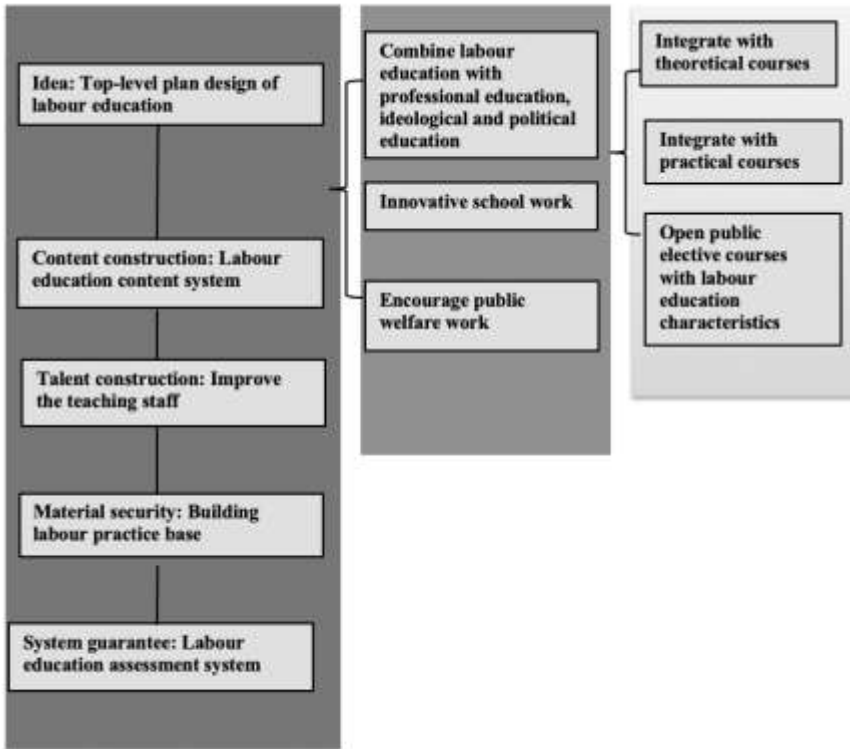 Idea: Top-level plan design of
labour education
Content construction: Labour
education content system
Talent construction: Improve
the teaching staff
Material security: Building
labour practice base
System guarantee: Labour
education assessment system
Combine labour
education with
professional education,
ideological and political
education
Innovative school work
Encourage public
welfare work
Integrate with
theoretical courses
Integrate with
practical courses
Open public
elective courses
with labour
education
characteristics